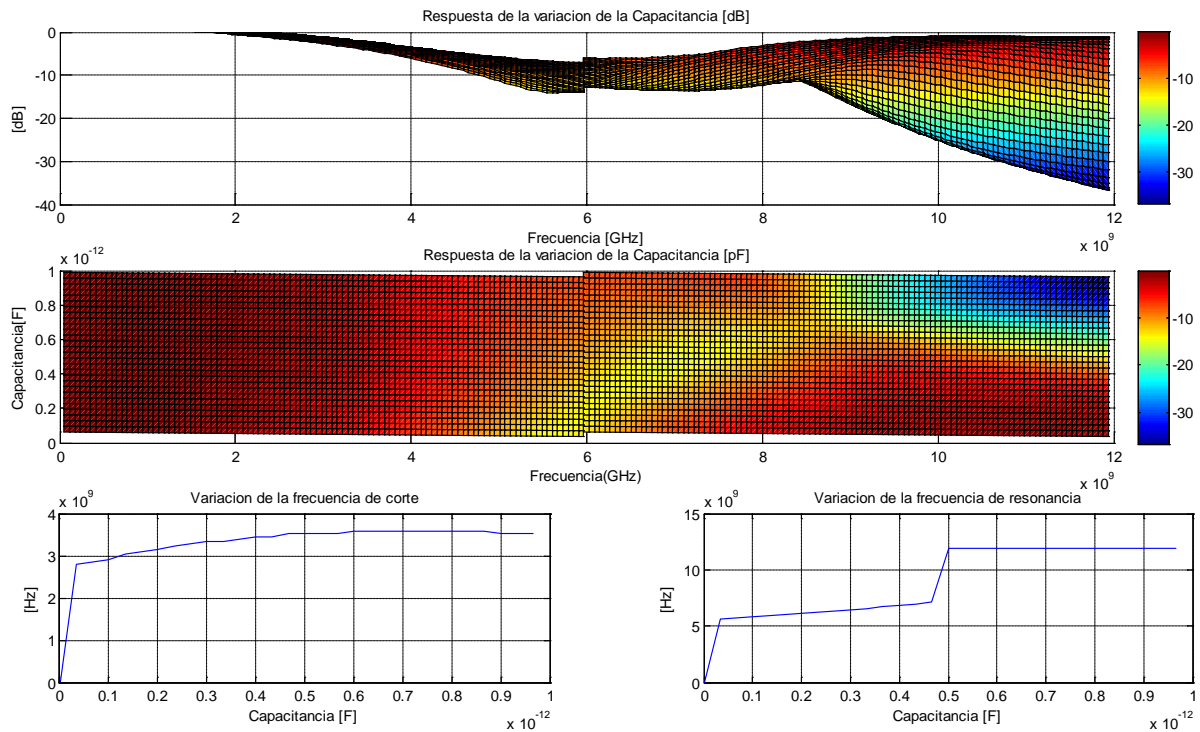 Respuesta de la variacion de la Capacitancia [dB]
0
-10
-20
-30
-40
[dB]
0 2 4 6 8 10 12
Frecuencia [GHz]
x 10^9
-10
-20
-30
Respuesta de la variacion de la Capacitancia [pF]
x 10^-12
1
0.8
0.6
0.4
0.2
0
Capacitancia[F]
0 2 4 6 8 10 12
Frecuencia(GHz)
x 10^9
-10
-20
-30
Variacion de la frecuencia de corte
x 10^9
4
3
2
1
0
[Hz]
0 0.1 0.2 0.3 0.4 0.5 0.6 0.7 0.8 0.9 1
Capacitancia [F]
x 10^-12
Variacion de la frecuencia de resonancia
x 10^9
15
10
5
0
[Hz]
0 0.1 0.2 0.3 0.4 0.5 0.6 0.7 0.8 0.9 1
Capacitancia [F]
x 10^-12